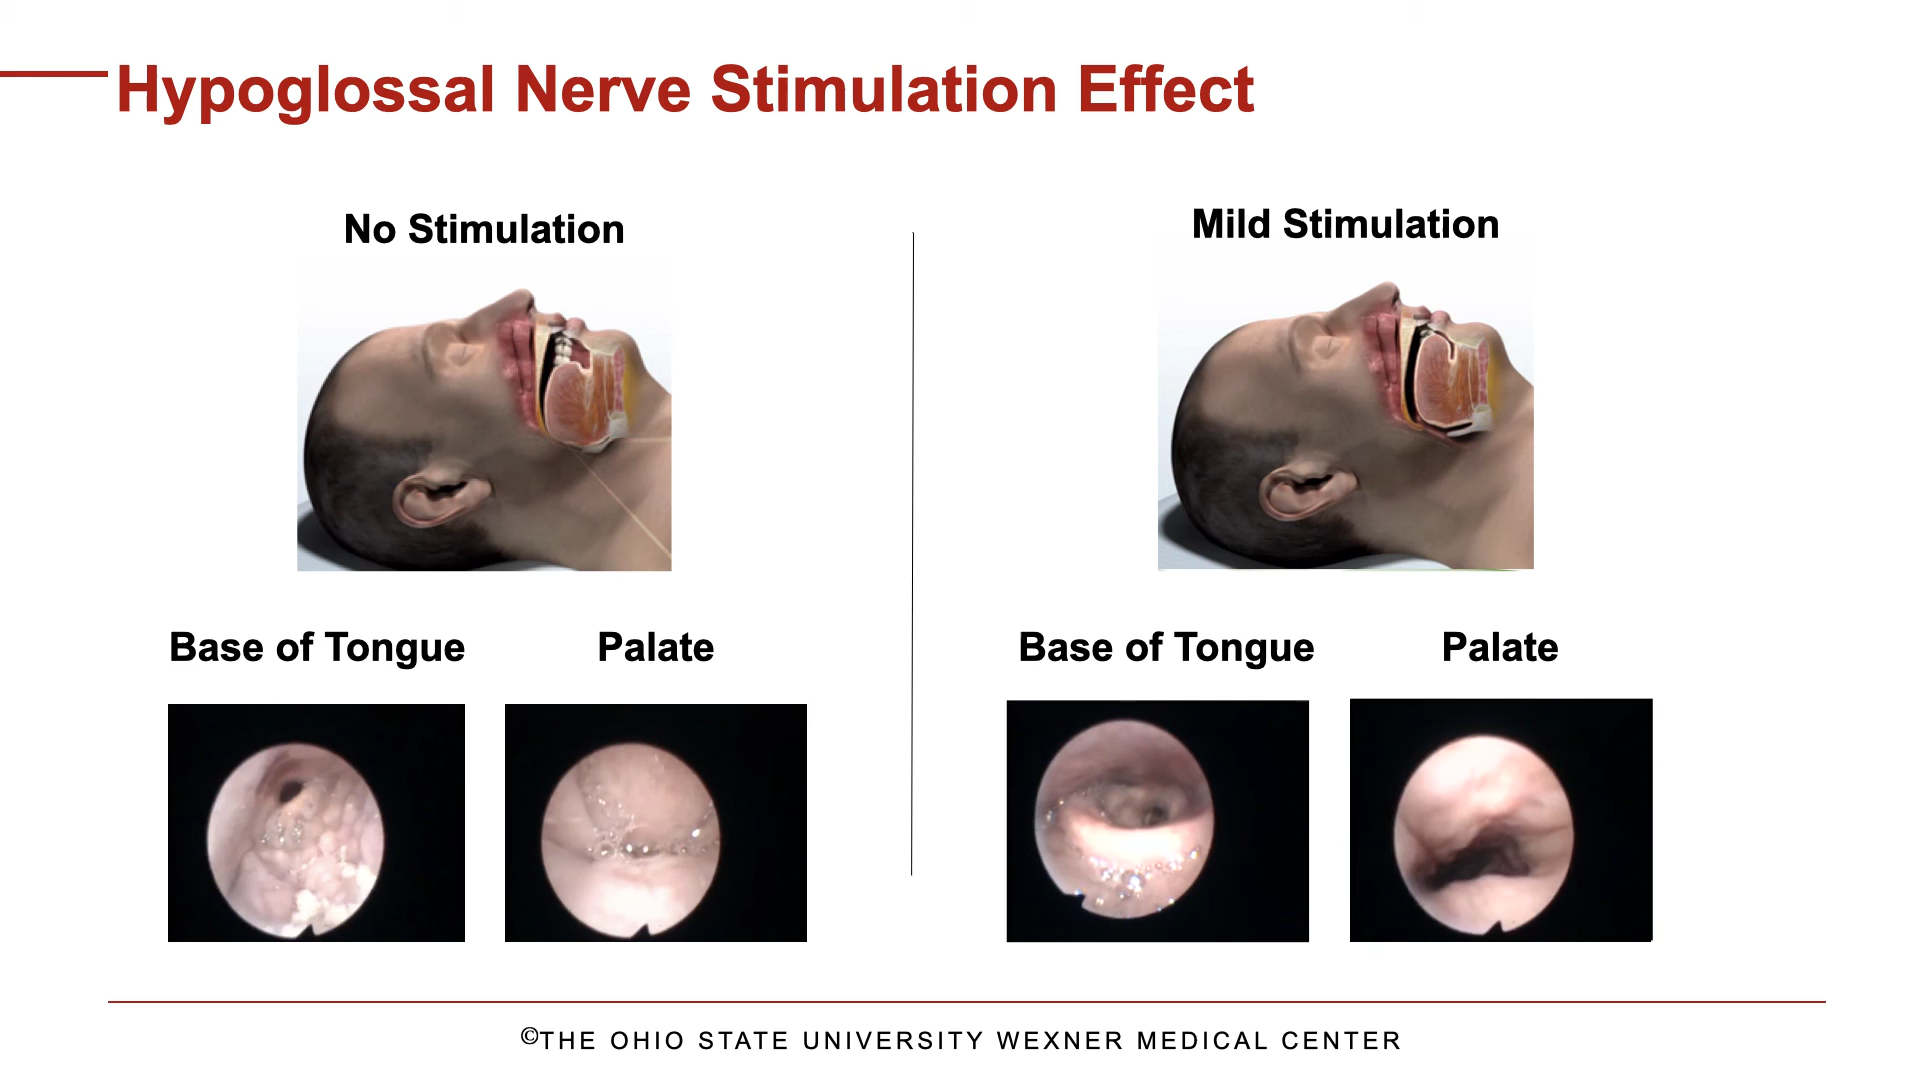 Hypoglossal Nerve Stimulation Effect
No Stimulation
Mild Stimulation
Base of Tongue
Palate
Base of Tongue
Palate
©THE OHIO STATE UNIVERSITY WEXNER MEDICAL CENTER